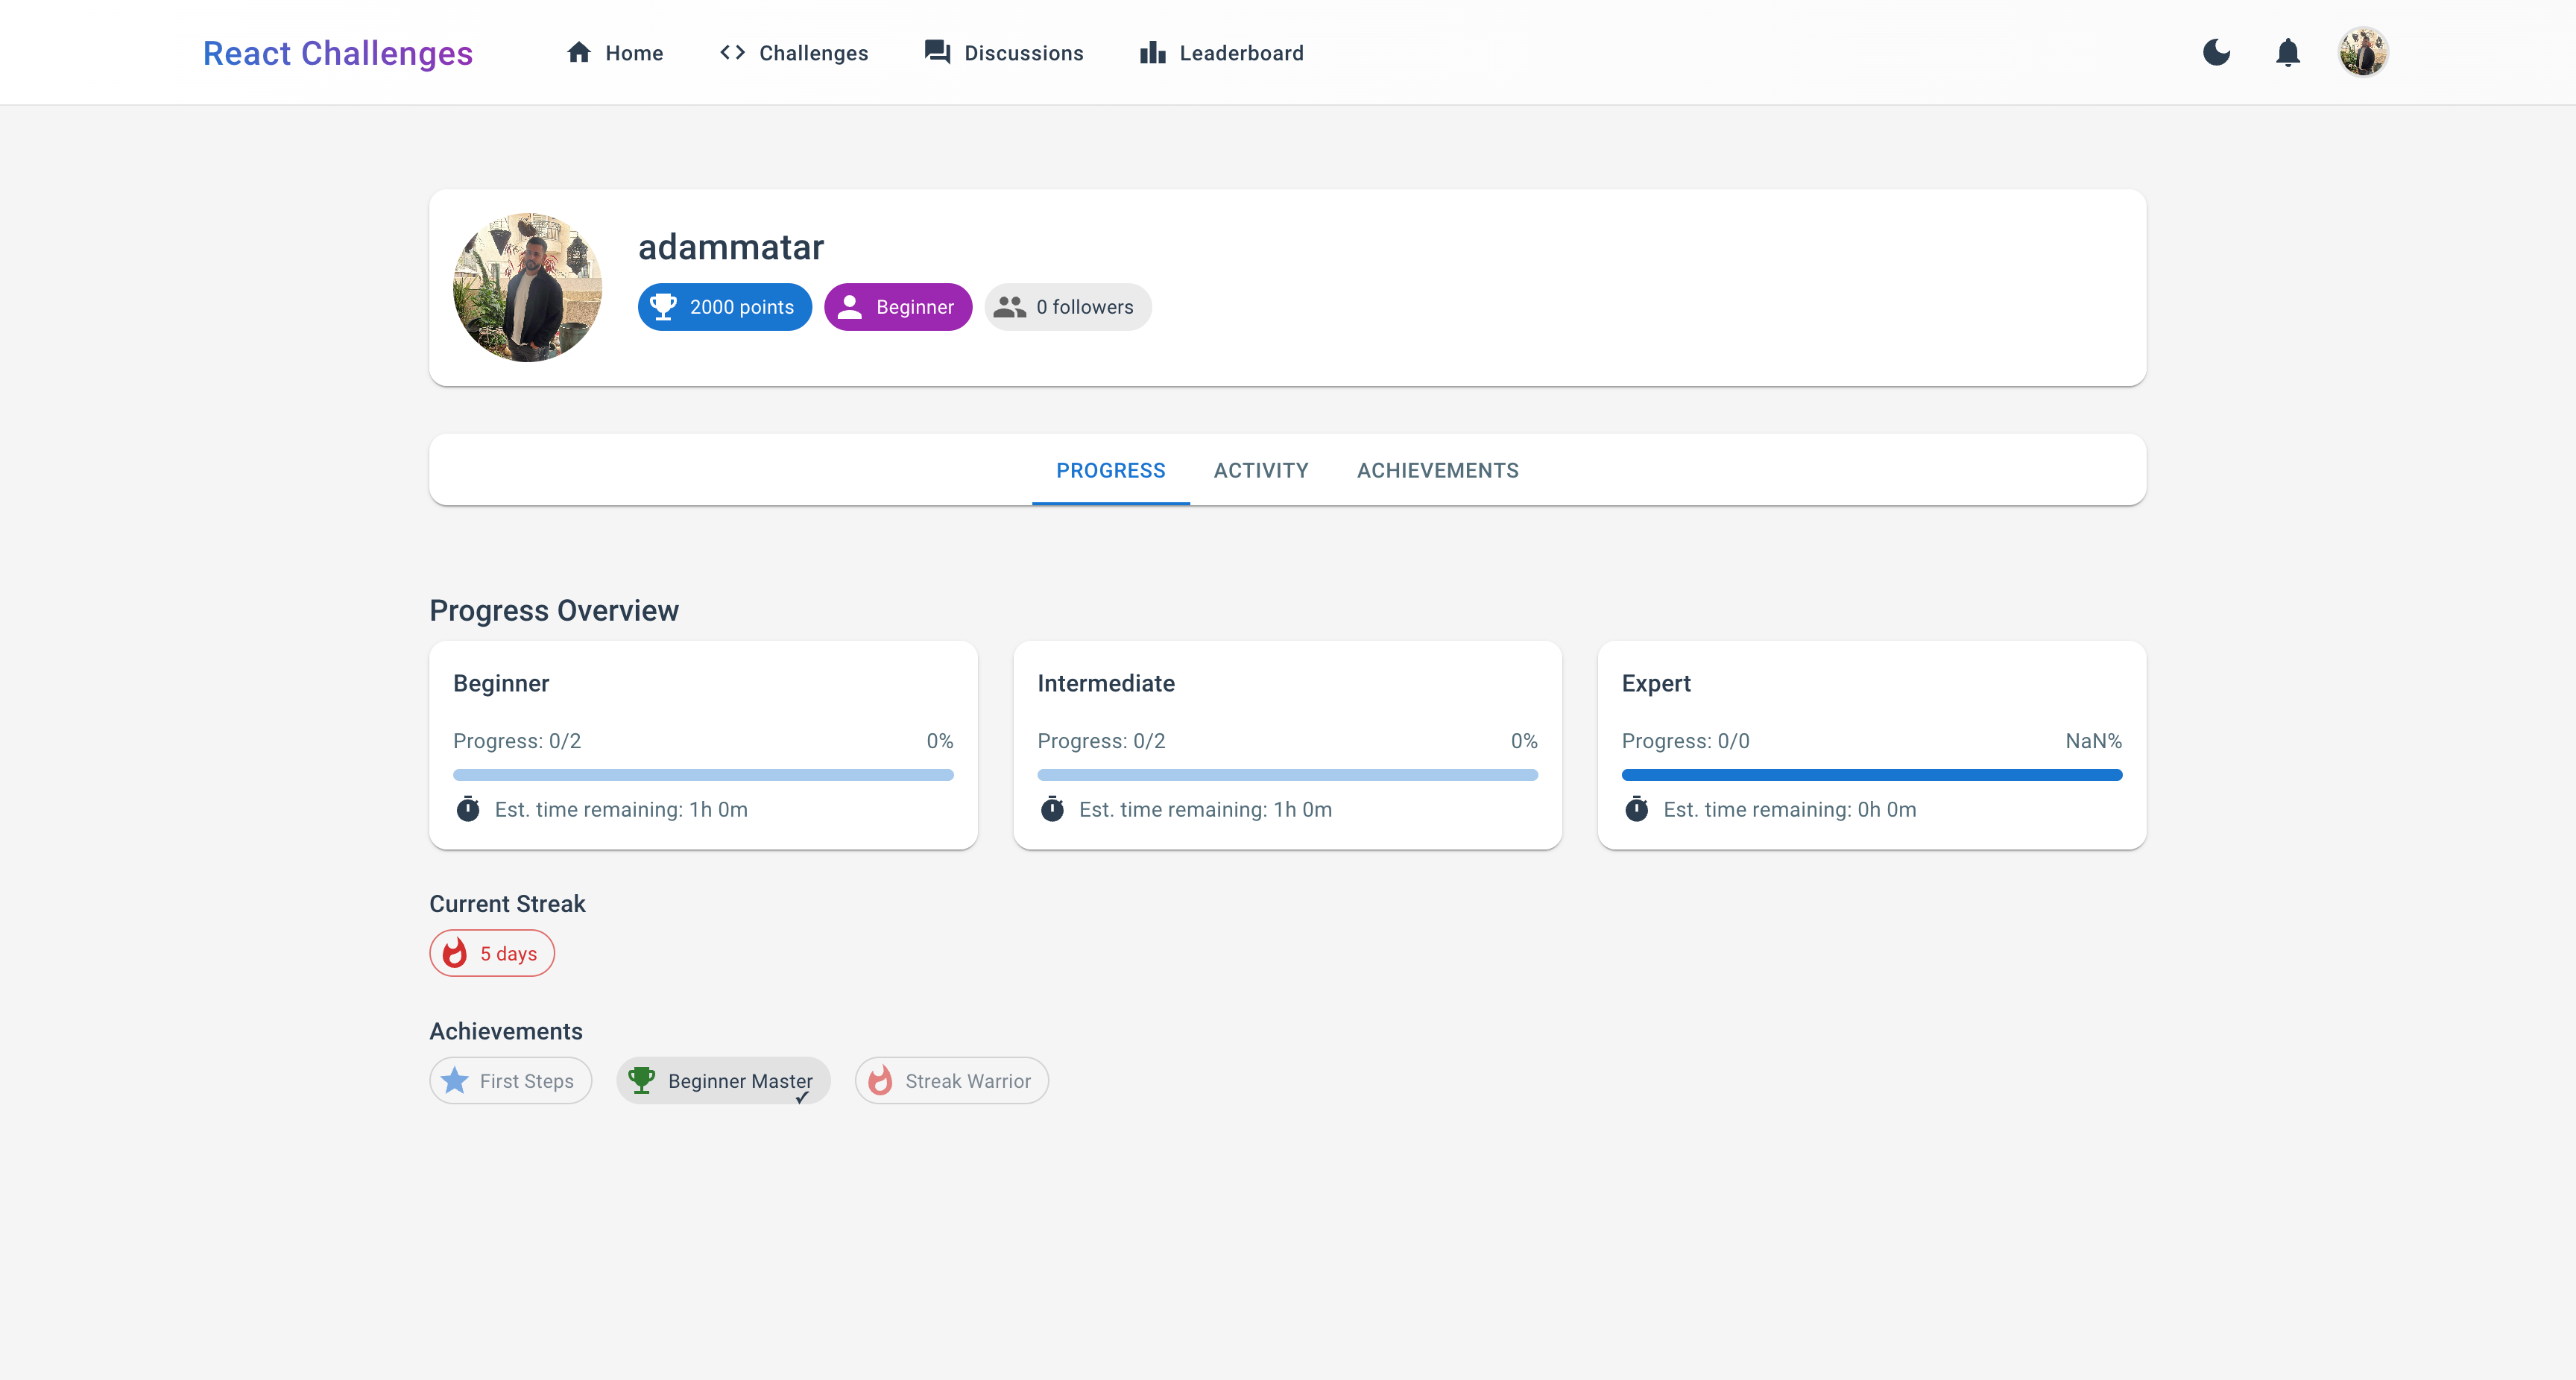 React Challenges
Home
Challenges
Discussions
Leaderboard
adammatar
2000 points
Beginner
0 followers
PROGRESS
ACTIVITY
ACHIEVEMENTS
Progress Overview
Beginner
Progress: 0/2
0%
Est. time remaining: 1h 0m
Intermediate
Progress: 0/2
0%
Est. time remaining: 1h 0m
Expert
Progress: 0/0
NaN%
Est. time remaining: 0h 0m
Current Streak
5 days
Achievements
First Steps
Beginner Master
✓
Streak Warrior